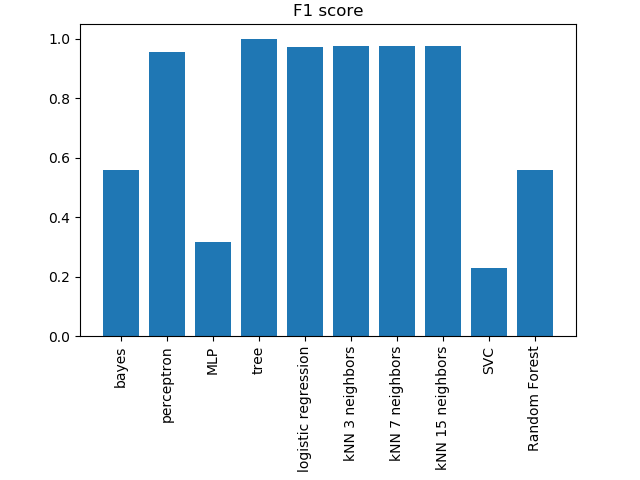 F1 score
1.0
0.8
0.6
0.4
0.2
0.0
bayes
perceptron
MLP
tree
logistic regression
kNN 3 neighbors
kNN 7 neighbors
kNN 15 neighbors
SVC
Random Forest